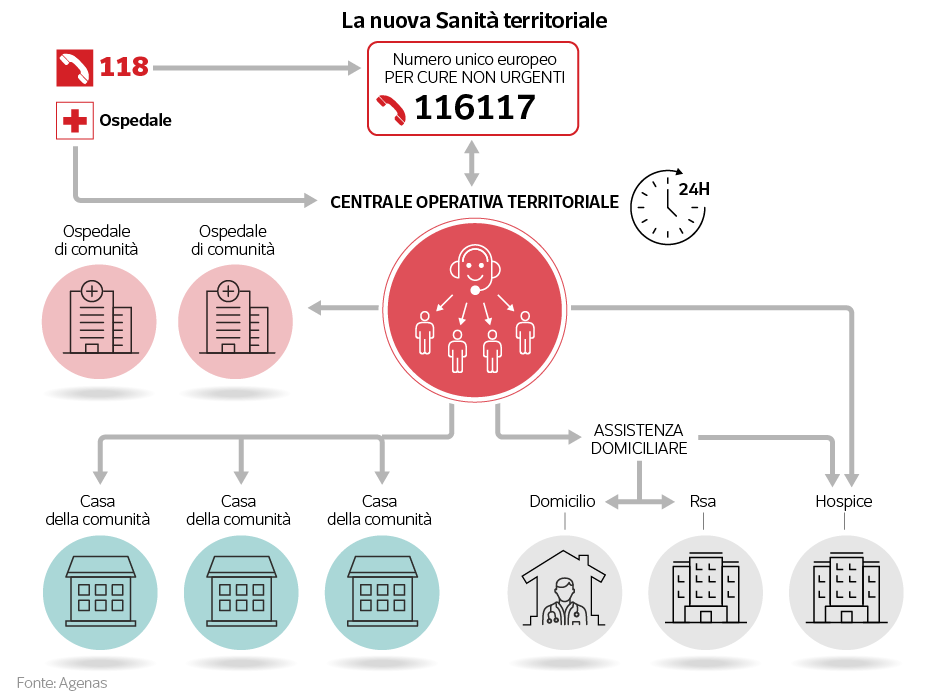 La nuova Sanità territoriale
118
Numero unico europeo
PER CURE NON URGENTI
116117
Ospedale
CENTRALE OPERATIVA TERRITORIALE
24H
Ospedale
di comunità
Ospedale
di comunità
ASSISTENZA
DOMICILIARE
Casa
della comunità
Casa
della comunità
Casa
della comunità
Domicilio
Rsa
Hospice
Fonte: Agenas